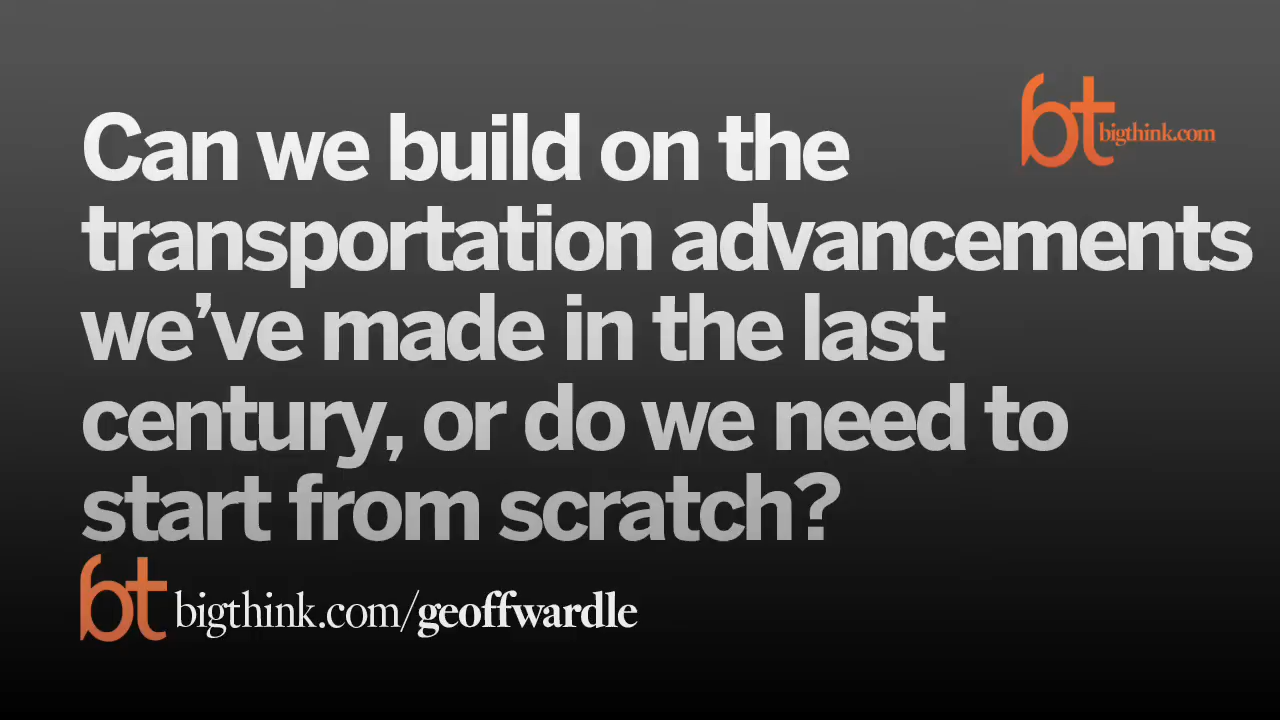 Can we build on the
bt bigthink.com
transportation advancements
we've made in the last
century, or do we need to
start from scratch?
bt bigthink.com/geoffwardle